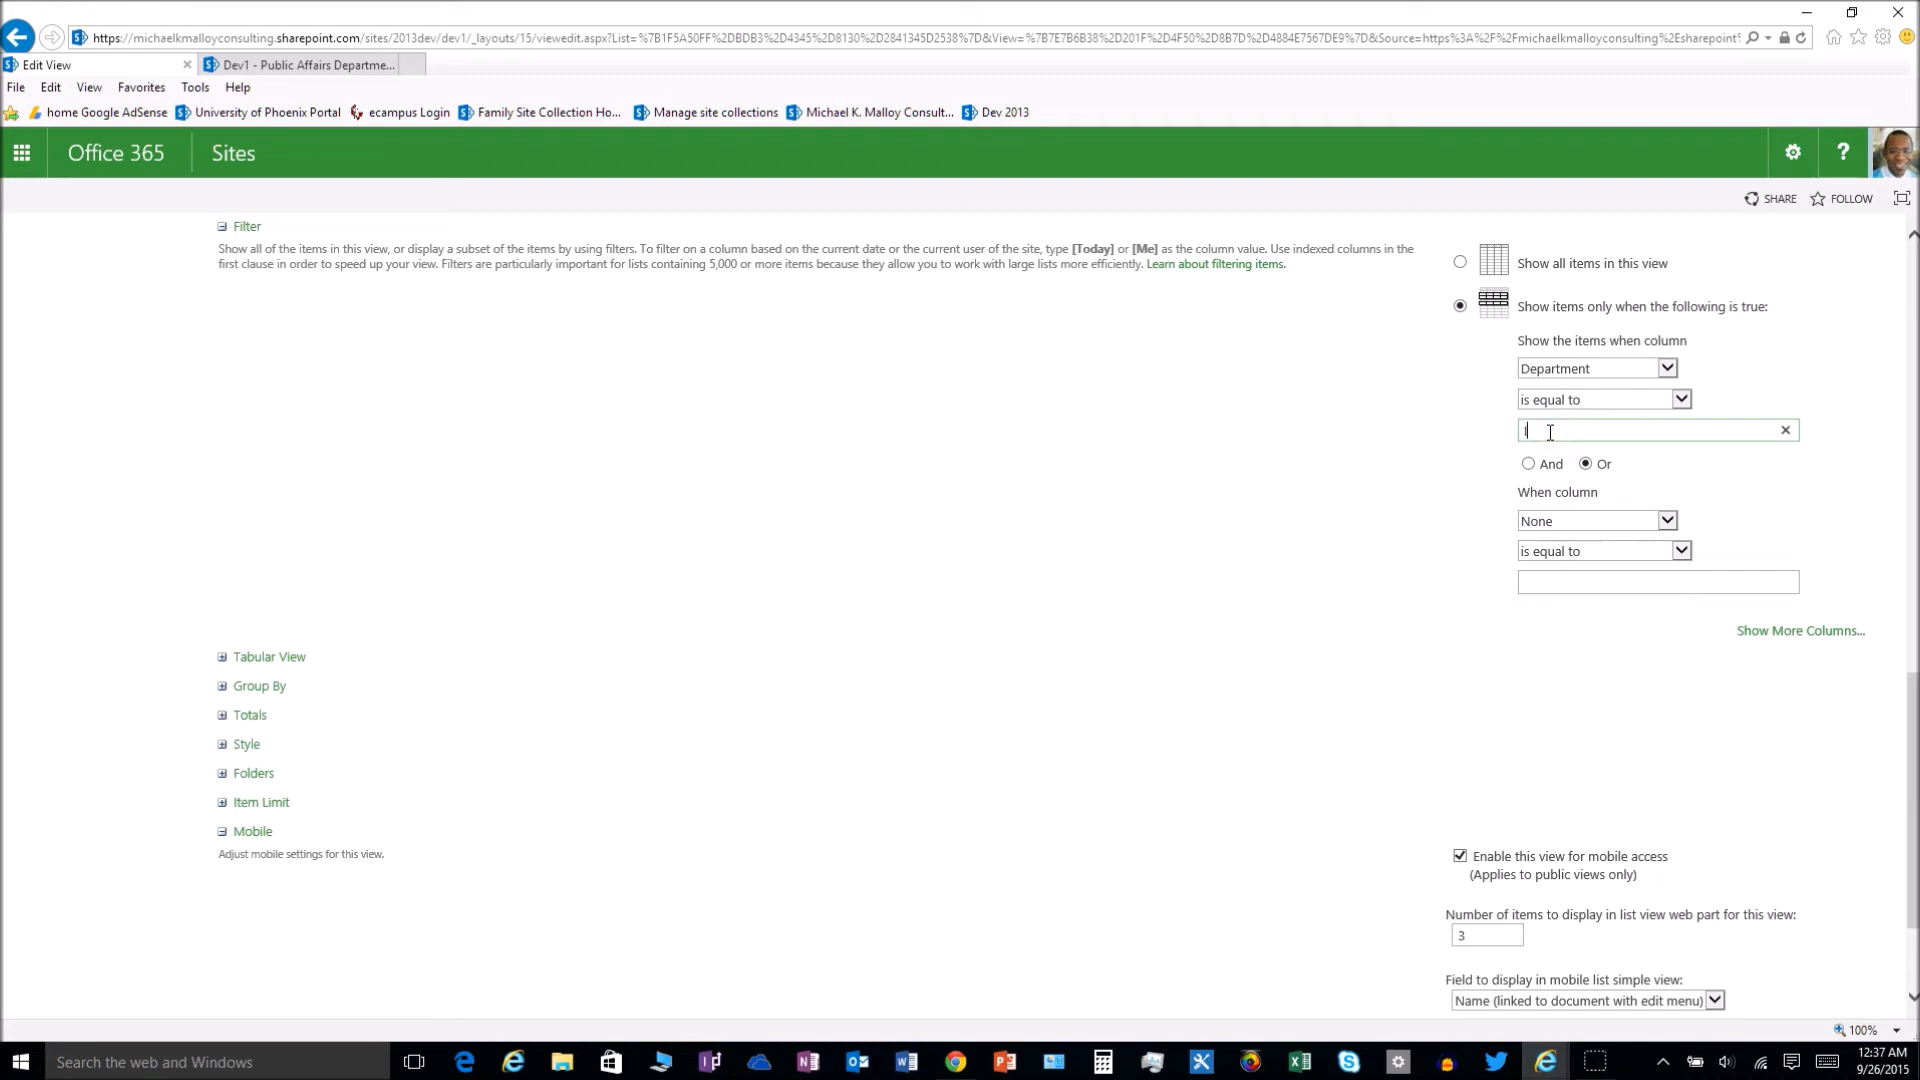 https://michaelkmalloyconsulting.sharepoint.com/sites/2013dev/dev1/_layouts/15/viewedit.aspx?List=%7B1F5A50FF%2DBDB3%2D4345%2D8130%2D2841345D2538%7D&View=%7B7E7B6B38%2D201F%2D4F50%2D8B7D%2D4884E7567DE9%7D&Source=https%3A%2F%2Fmichaelkmalloyconsulting%2Esharepoint%
Edit View
Dev1 - Public Affairs Departme...
File Edit View Favorites Tools Help
home Google AdSense University of Phoenix Portal ecampus Login Family Site Collection Ho... Manage site collections Michael K. Malloy Consult... Dev 2013
Office 365 Sites ?
SHARE FOLLOW
Filter
Show all of the items in this view, or display a subset of the items by using filters. To filter on a column based on the current date or the current user of the site, type [Today] or [Me] as the column value. Use indexed columns in the
first clause in order to speed up your view. Filters are particularly important for lists containing 5,000 or more items because they allow you to work with large lists more efficiently. Learn about filtering items.
Show all items in this view
Show items only when the following is true:
Show the items when column
Department
is equal to
I
And Or
When column
None
is equal to
Show More Columns...
Tabular View
Group By
Totals
Style
Folders
Item Limit
Mobile
Adjust mobile settings for this view.
Enable this view for mobile access
(Applies to public views only)
Number of items to display in list view web part for this view:
3
Field to display in mobile list simple view:
Name (linked to document with edit menu)
100%
Search the web and Windows
12:37 AM
9/26/2015